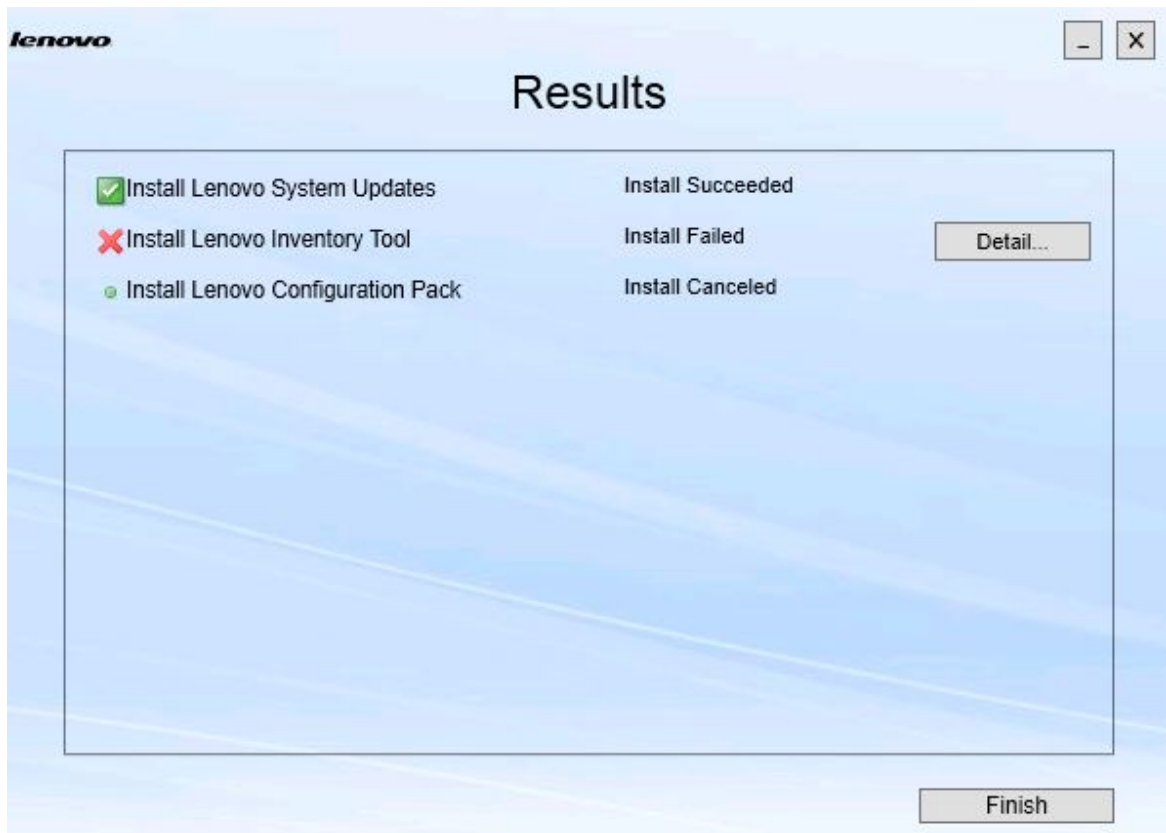 lenovo
Results
Install Lenovo System Updates Install Succeeded
Install Lenovo Inventory Tool Install Failed Detail...
Install Lenovo Configuration Pack Install Canceled
Finish